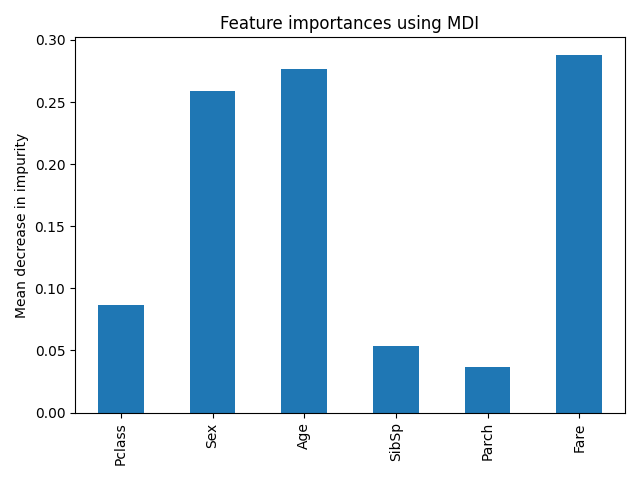 Feature importances using MDI
Mean decrease in impurity
0.30
0.25
0.20
0.15
0.10
0.05
0.00
Pclass
Sex
Age
SibSp
Parch
Fare